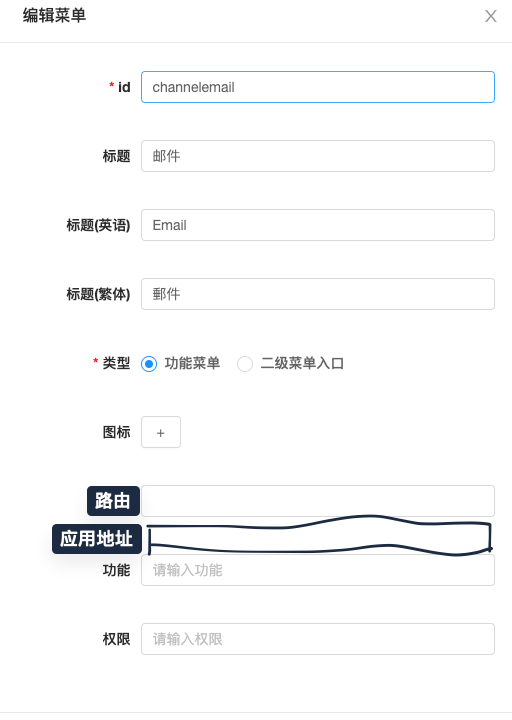 编辑菜单
* id channelemail
标题 邮件
标题(英语) Email
标题(繁体) 郵件
* 类型 功能菜单 二级菜单入口
图标 +
路由
应用地址
功能 请输入功能
权限 请输入权限